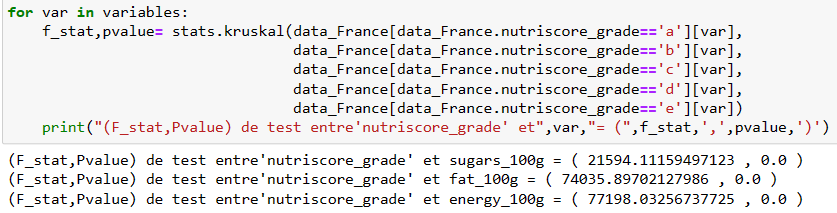 for var in variables:
    f_stat,pvalue= stats.kruskal(data_France[data_France.nutriscore_grade=='a'][var],
                                 data_France[data_France.nutriscore_grade=='b'][var],
                                 data_France[data_France.nutriscore_grade=='c'][var],
                                 data_France[data_France.nutriscore_grade=='d'][var],
                                 data_France[data_France.nutriscore_grade=='e'][var])
    print("(F_stat,Pvalue) de test entre'nutriscore_grade' et",var,"= (",f_stat,',',pvalue,')')
(F_stat,Pvalue) de test entre'nutriscore_grade' et sugars_100g = ( 21594.11159497123 , 0.0 )
(F_stat,Pvalue) de test entre'nutriscore_grade' et fat_100g = ( 74035.89702127986 , 0.0 )
(F_stat,Pvalue) de test entre'nutriscore_grade' et energy_100g = ( 77198.03256737725 , 0.0 )